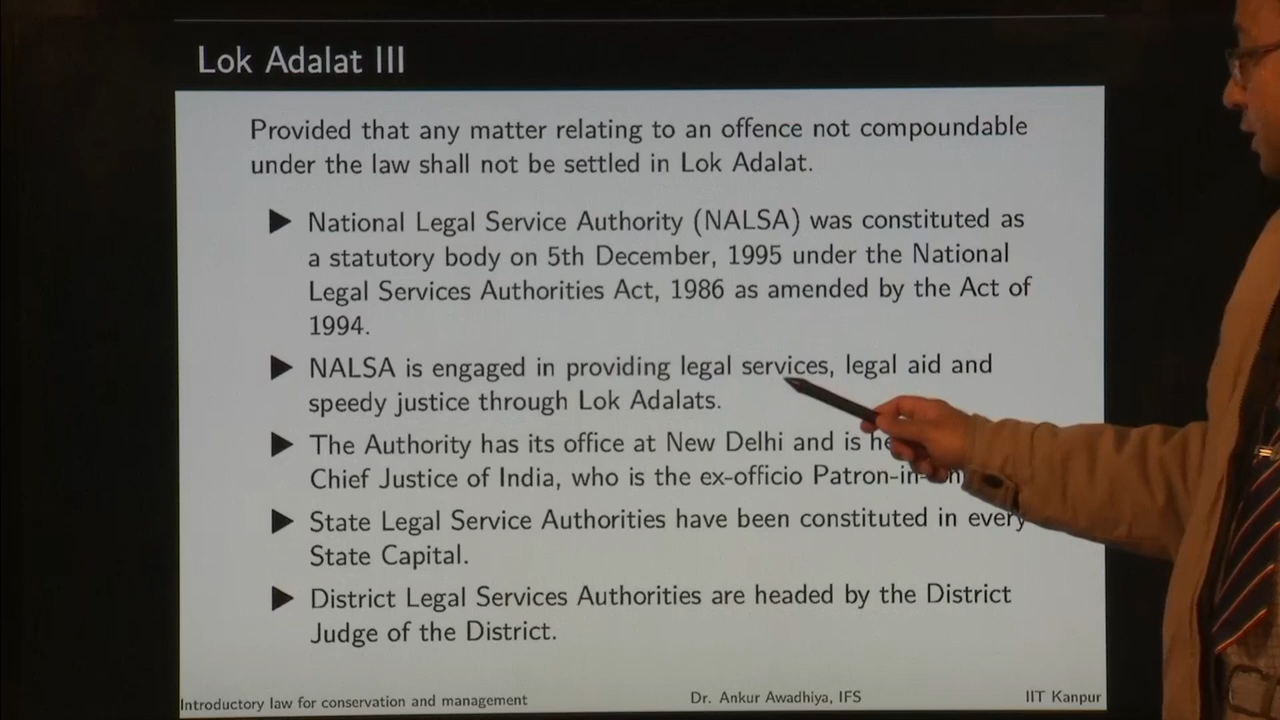 Lok Adalat III
Provided that any matter relating to an offence not compoundable
under the law shall not be settled in Lok Adalat.
National Legal Service Authority (NALSA) was constituted as
a statutory body on 5th December, 1995 under the National
Legal Services Authorities Act, 1986 as amended by the Act of
1994.
NALSA is engaged in providing legal services, legal aid and
speedy justice through Lok Adalats.
The Authority has its office at New Delhi and is
Chief Justice of India, who is the ex-officio
State Legal Service Authorities have been constituted in every
State Capital.
District Legal Services Authorities are headed by the District
Judge of the District.
Introductory law for conservation and management Dr. Ankur Awadhiya, IFS IIT Kanpur